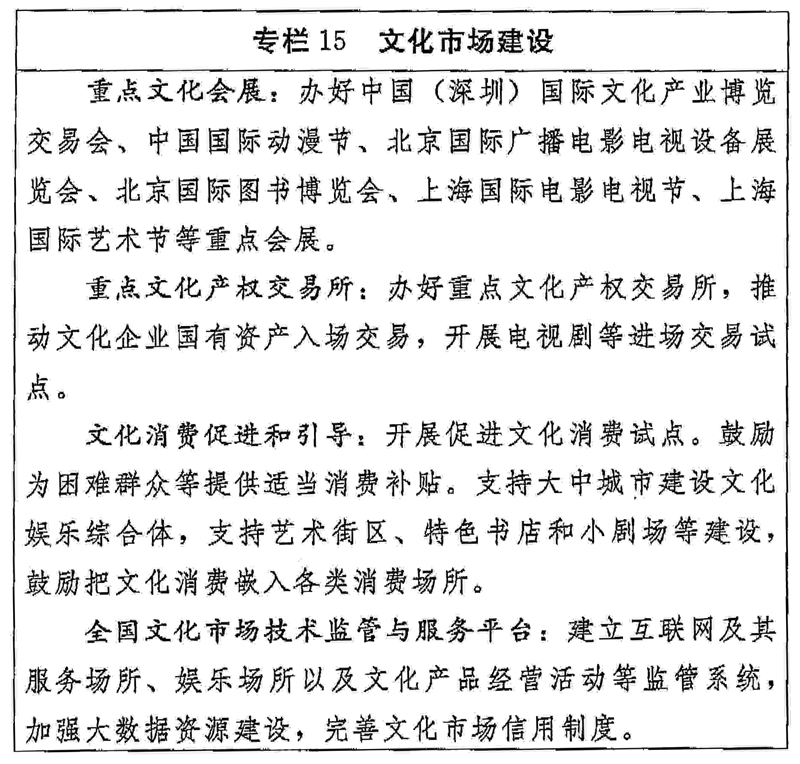 专栏 15 文化市场建设
重点文化会展：办好中国（深圳）国际文化产业博览
交易会、中国国际动漫节、北京国际广播电影电视设备展
览会、北京国际图书博览会、上海国际电影电视节、上海
国际艺术节等重点会展。
重点文化产权交易所：办好重点文化产权交易所，推
动文化企业国有资产入场交易，开展电视剧等进场交易试
点。
文化消费促进和引导：开展促进文化消费试点。鼓励
为困难群众等提供适当消费补贴。支持大中城市建设文化
娱乐综合体，支持艺术街区、特色书店和小剧场等建设，
鼓励把文化消费嵌入各类消费场所。
全国文化市场技术监管与服务平台：建立互联网及其
服务场所、娱乐场所以及文化产品经营活动等监管系统，
加强大数据资源建设，完善文化市场信用制度。